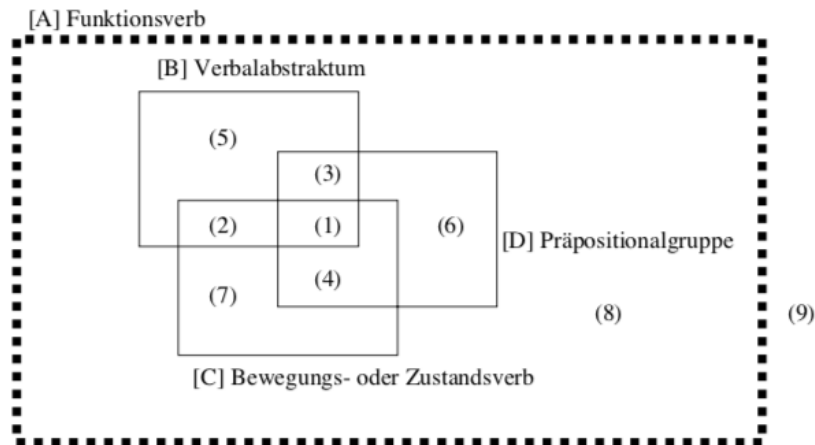 [A] Funktionsverb
[B] Verbalabstraktum
(5)
(3)
(2)
(1)
(6)
[D] Präpositionalgruppe
(4)
(7)
(8)
(9)
[C] Bewegungs- oder Zustandsverb